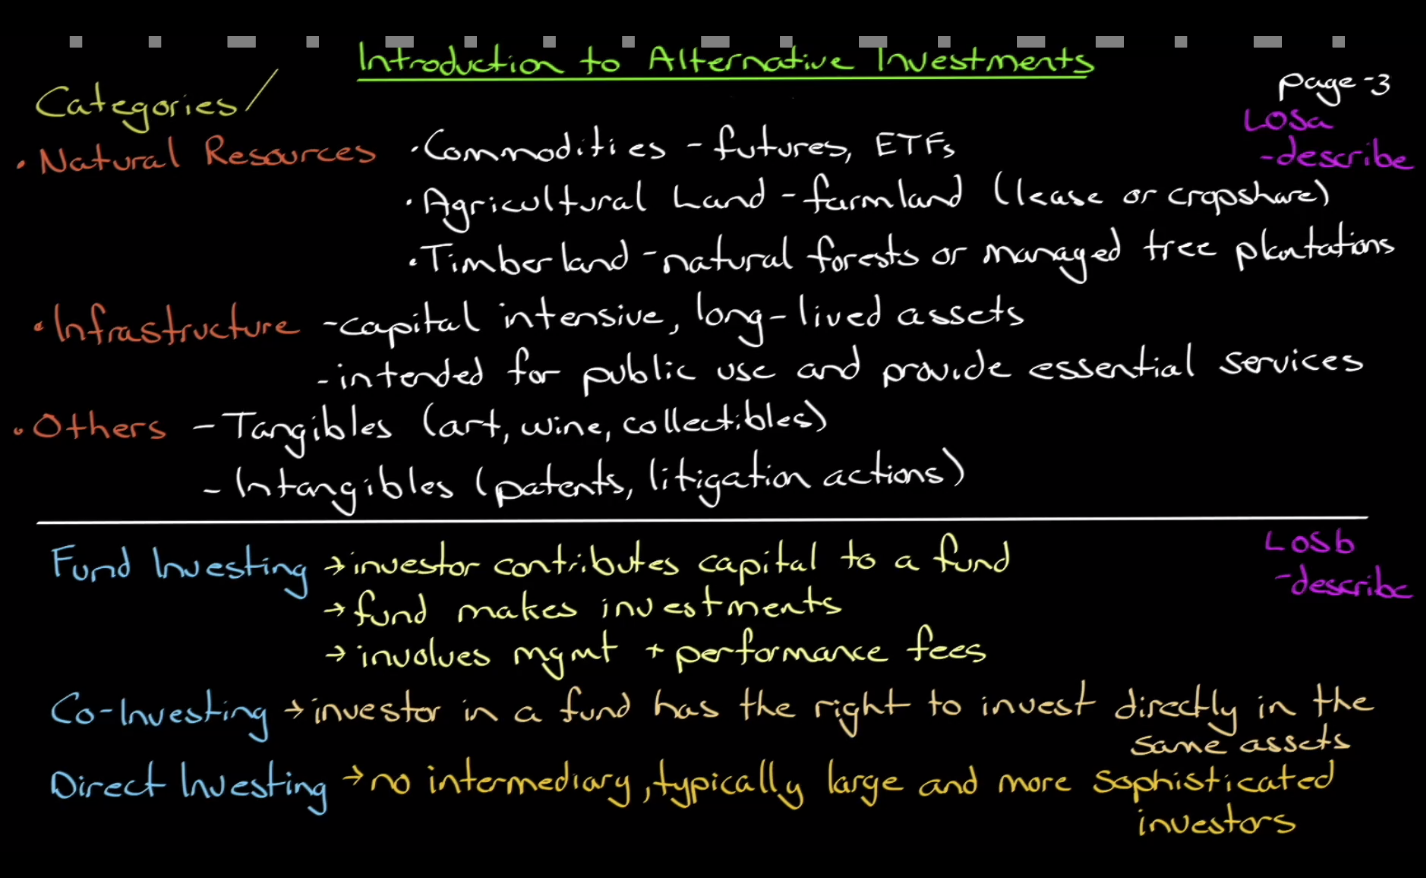 Introduction to Alternative Investments
page-3
Categories/
LOSa
-describe
• Natural Resources • Commodities - futures, ETFs
• Agricultural Land - farmland (lease or cropshare)
• Timberland - natural forests or managed tree plantations
• Infrastructure - capital intensive, long-lived assets
- intended for public use and provide essential services
• Others - Tangibles (art, wine, collectibles)
- Intangibles (patents, litigation actions)
LOSb
-describe
Fund Investing → investor contributes capital to a fund
→ fund makes investments
→ involves mgmt + performance fees
Co-Investing → investor in a fund has the right to invest directly in the
same assets
Direct Investing → no intermediary, typically large and more sophisticated
investors